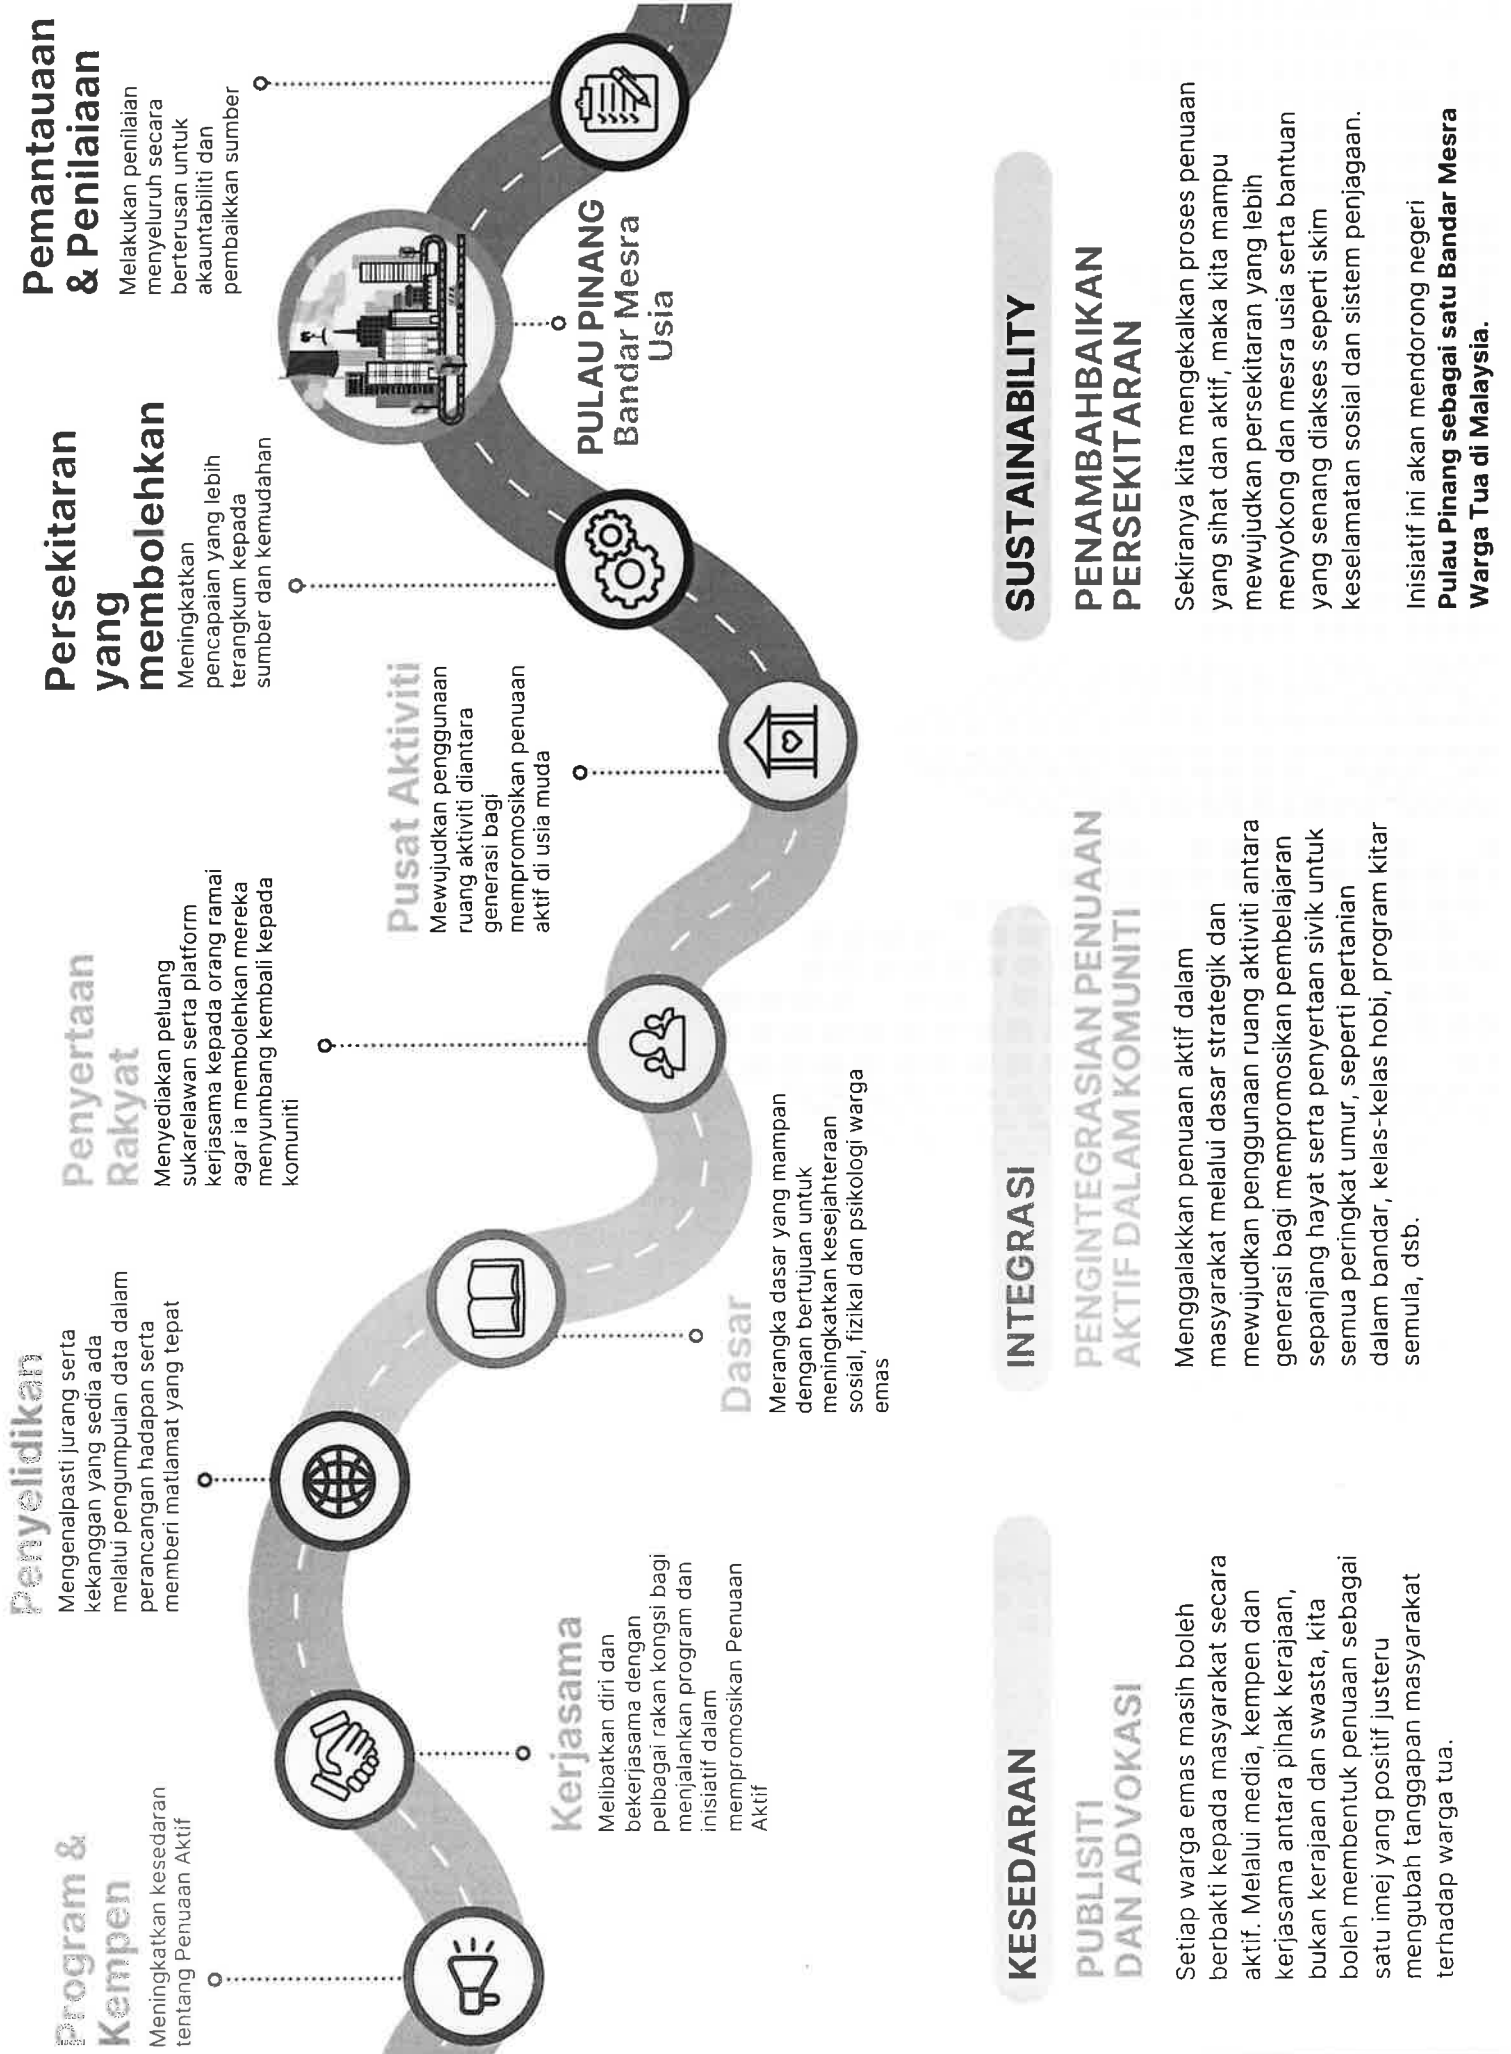 Program &
Kempen
Meningkatkan kesedaran
tentang Penuaan Aktif
Kerjasama
Melibatkan diri dan
bekerjasama dengan
pelbagai rakan kongsi bagi
menjalankan program dan
inisiatif dalam
mempromosikan Penuaan
Aktif
Penyelidikan
Mengenalpasti jurang serta
kekanggan yang sedia ada
melalui pengumpulan data dalam
perancangan hadapan serta
memberi matlamat yang tepat
Dasar
Merangka dasar yang mampan
dengan bertujuan untuk
meningkatkan kesejahteraan
sosial, fizikal dan psikologi warga
emas
Penyertaan
Rakyat
Menyediakan peluang
sukarelawan serta platform
kerjasama kepada orang ramai
agar ia membolehkan mereka
menyumbang kembali kepada
komuniti
Pusat Aktiviti
Mewujudkan penggunaan
ruang aktiviti diantara
generasi bagi
mempromosikan penuaan
aktif di usia muda
Persekitaran
yang
membolehkan
Meningkatkan
pencapaian yang lebih
terangkum kepada
sumber dan kemudahan
PULAU PINANG
Bandar Mesra
Usia
Pemantauaan
& Penilaiaan
Melakukan penilaian
menyeluruh secara
berterusan untuk
akauntabiliti dan
pembaikkan sumber
KESEDARAN
PUBLISITI
DAN ADVOKASI
Setiap warga emas masih boleh
berbakti kepada masyarakat secara
aktif. Melalui media, kempen dan
kerjasama antara pihak kerajaan,
bukan kerajaan dan swasta, kita
boleh membentuk penuaan sebagai
satu imej yang positif justeru
mengubah tanggapan masyarakat
terhadap warga tua.
INTEGRASI
PENGINTEGRASIAN PENUAAN
AKTIF DALAM KOMUNITI
Menggalakkan penuaan aktif dalam
masyarakat melalui dasar strategik dan
mewujudkan penggunaan ruang aktiviti antara
generasi bagi mempromosikan pembelajaran
sepanjang hayat serta penyertaan sivik untuk
semua peringkat umur, seperti pertanian
dalam bandar, kelas-kelas hobi, program kitar
semula, dsb.
SUSTAINABILITY
PENAMBAHBAIKAN
PERSEKITARAN
Sekiranya kita mengekalkan proses penuaan
yang sihat dan aktif, maka kita mampu
mewujudkan persekitaran yang lebih
menyokong dan mesra usia serta bantuan
yang senang diakses seperti skim
keselamatan sosial dan sistem penjagaan.
Inisiatif ini akan mendorong negeri
Pulau Pinang sebagai satu Bandar Mesra
Warga Tua di Malaysia.